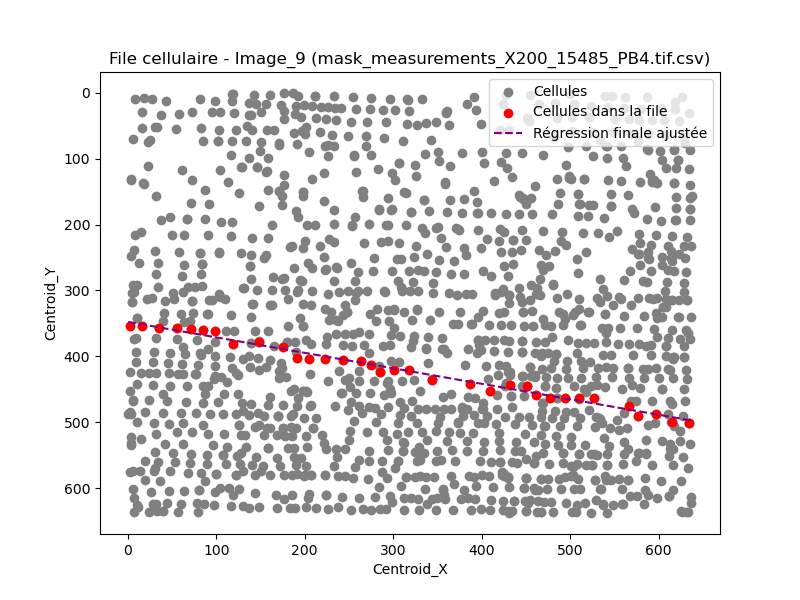 File cellulaire - Image_9 (mask_measurements_X200_15485_PB4.tif.csv)
Cellules
Cellules dans la file
Régression finale ajustée
0
100
200
300
400
500
600
Centroid_Y
0 100 200 300 400 500 600
Centroid_X